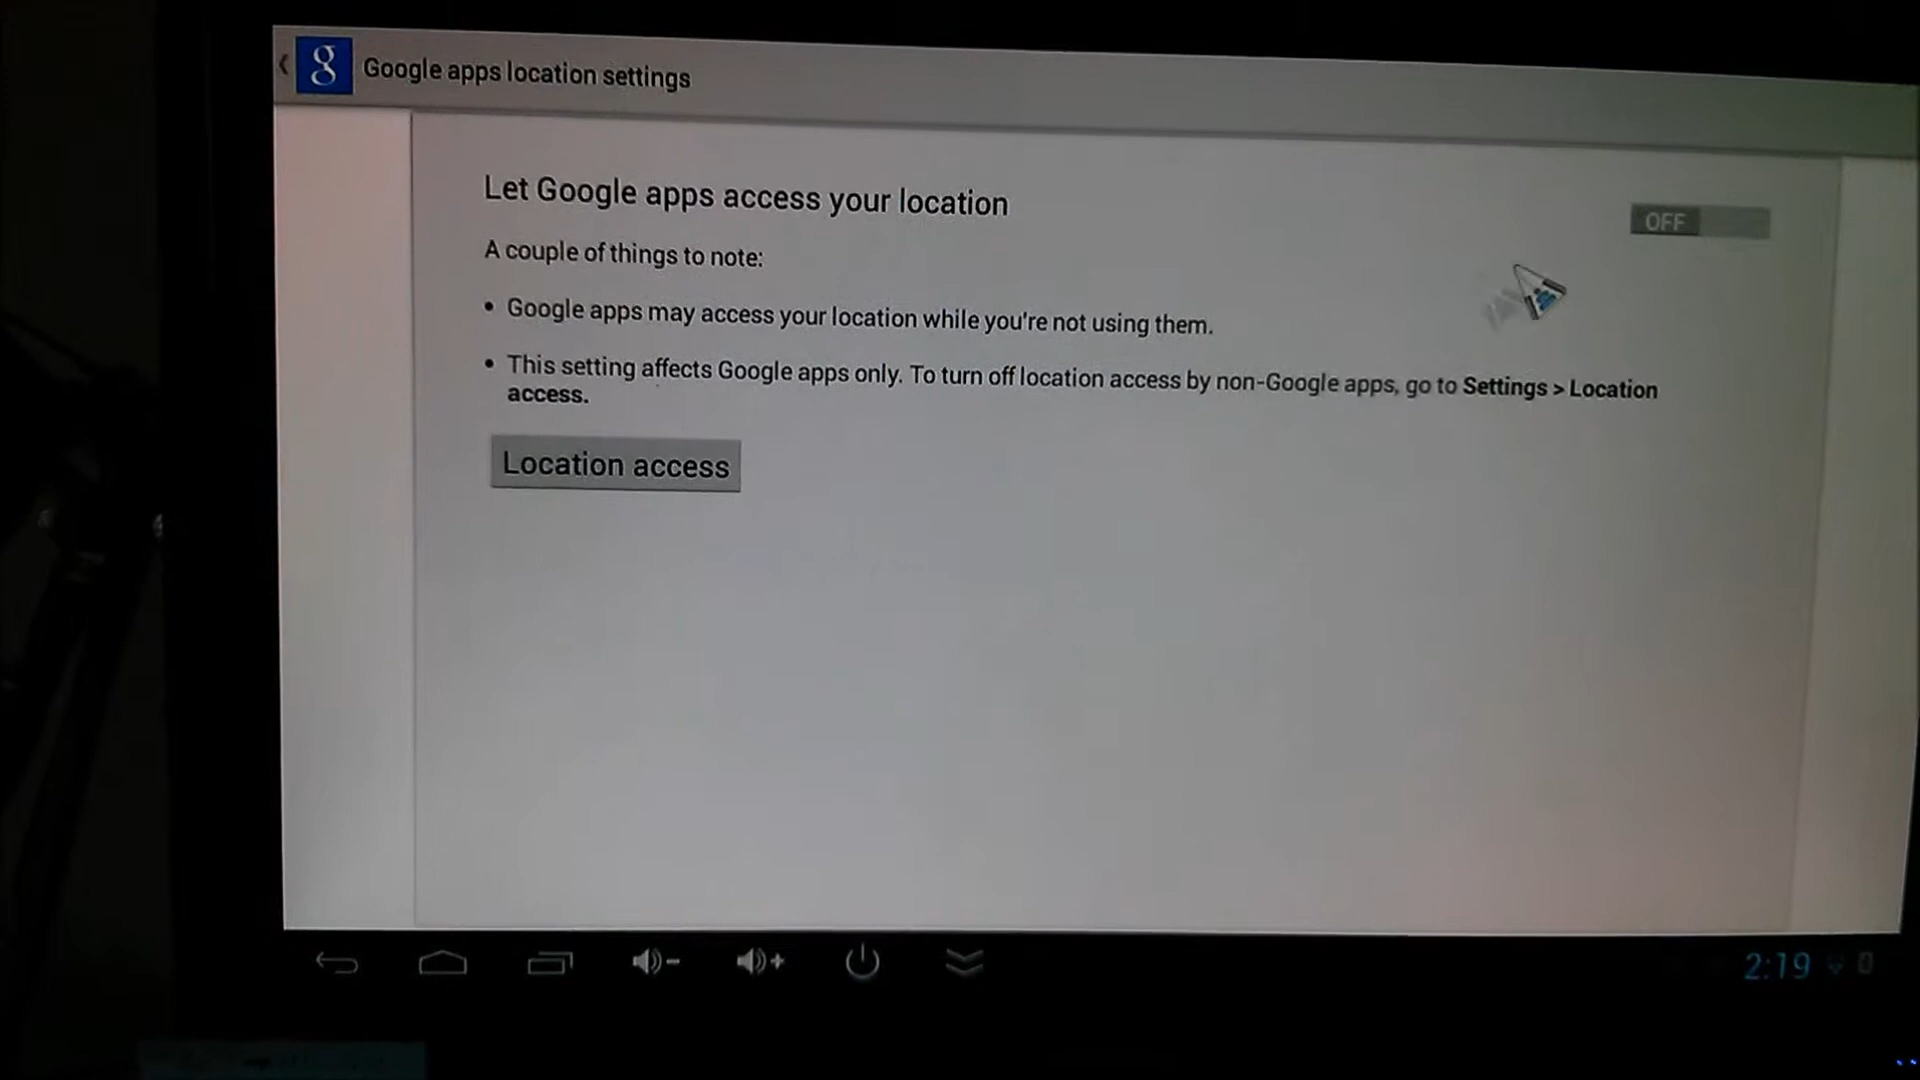 g Google apps location settings
Let Google apps access your location
OFF
A couple of things to note:
• Google apps may access your location while you're not using them.
• This setting affects Google apps only. To turn off location access by non-Google apps, go to Settings > Location
access.
Location access
2:19